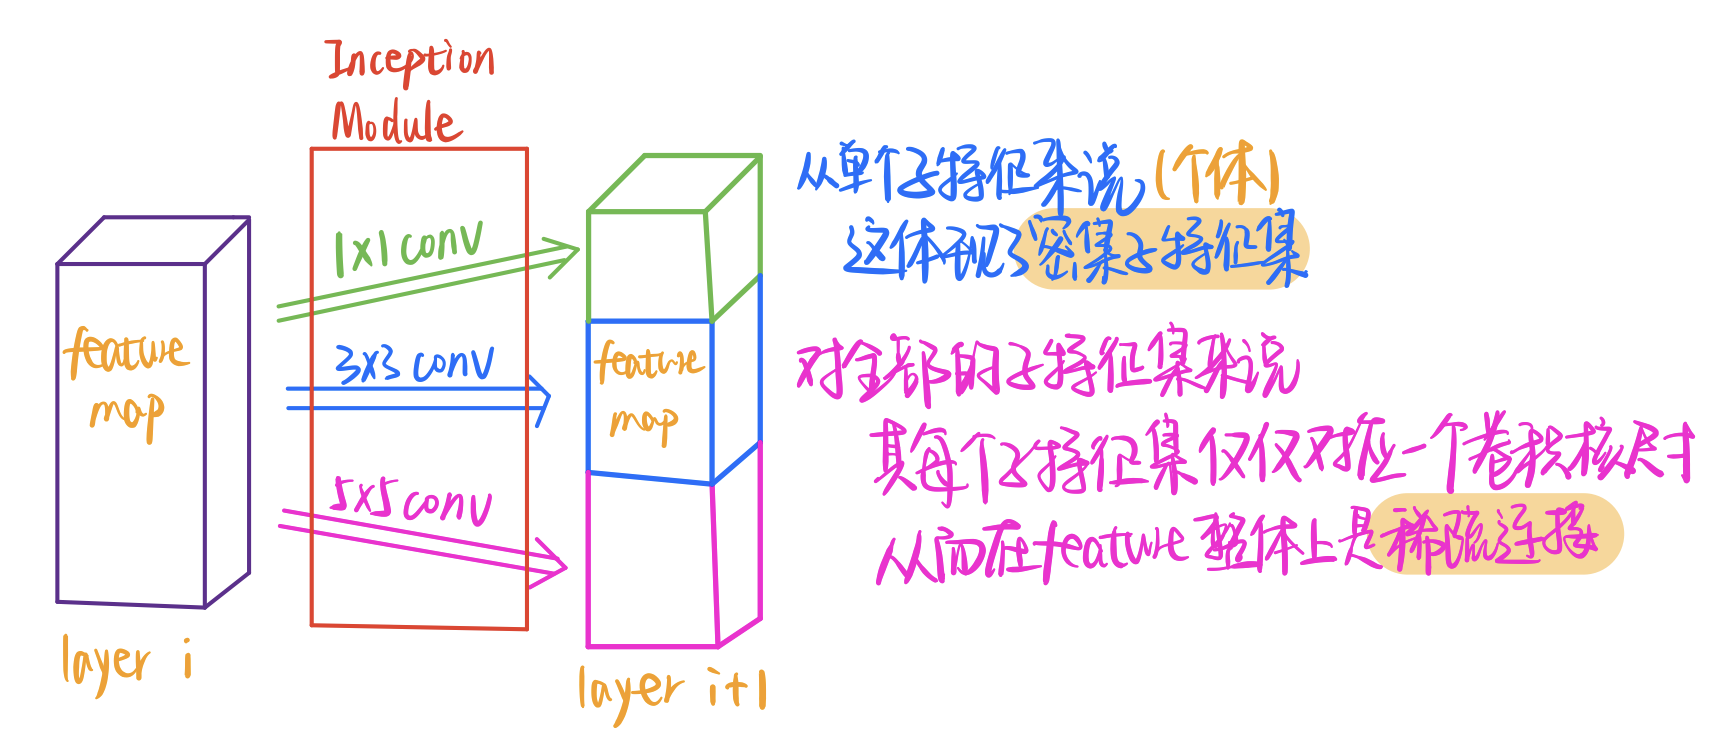 Inception
Module
1x1 conv
3x3 conv
5x5 conv
feature
map
layer i
feature
map
layer i+1
从单个子特征来说(个体)
这体现了密集子特征集
对全部的子特征集来说
其每个子特征集仅仅对应一个卷积核尺寸
从而在feature整体上是稀疏连接